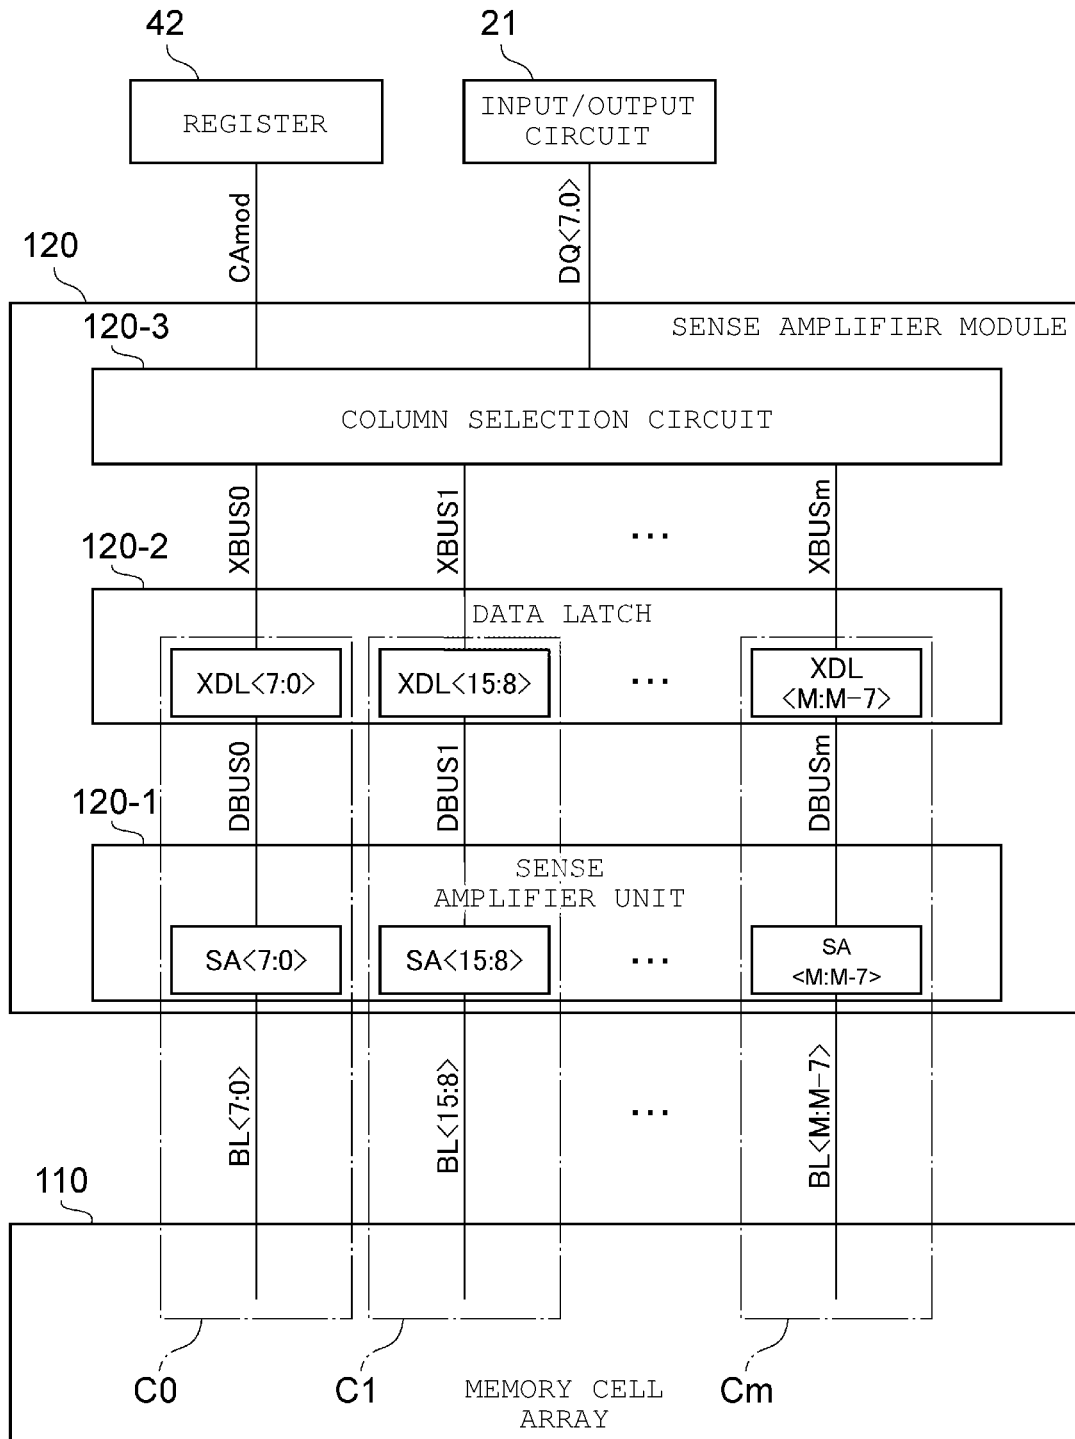 42
21
REGISTER
INPUT/OUTPUT
CIRCUIT
CAmod
DQ<7.0>
120
SENSE AMPLIFIER MODULE
120-3
COLUMN SELECTION CIRCUIT
XBUS0
XBUS1
...
XBUSm
120-2
DATA LATCH
XDL<7:0>
XDL<15:8>
...
XDL
<M:M-7>
DBUS0
DBUS1
DBUSm
120-1
SENSE
AMPLIFIER UNIT
SA<7:0>
SA<15:8>
...
SA
<M:M-7>
BL<7:0>
BL<15:8>
...
BL<M:M-7>
110
C0
C1
Cm
MEMORY CELL
ARRAY